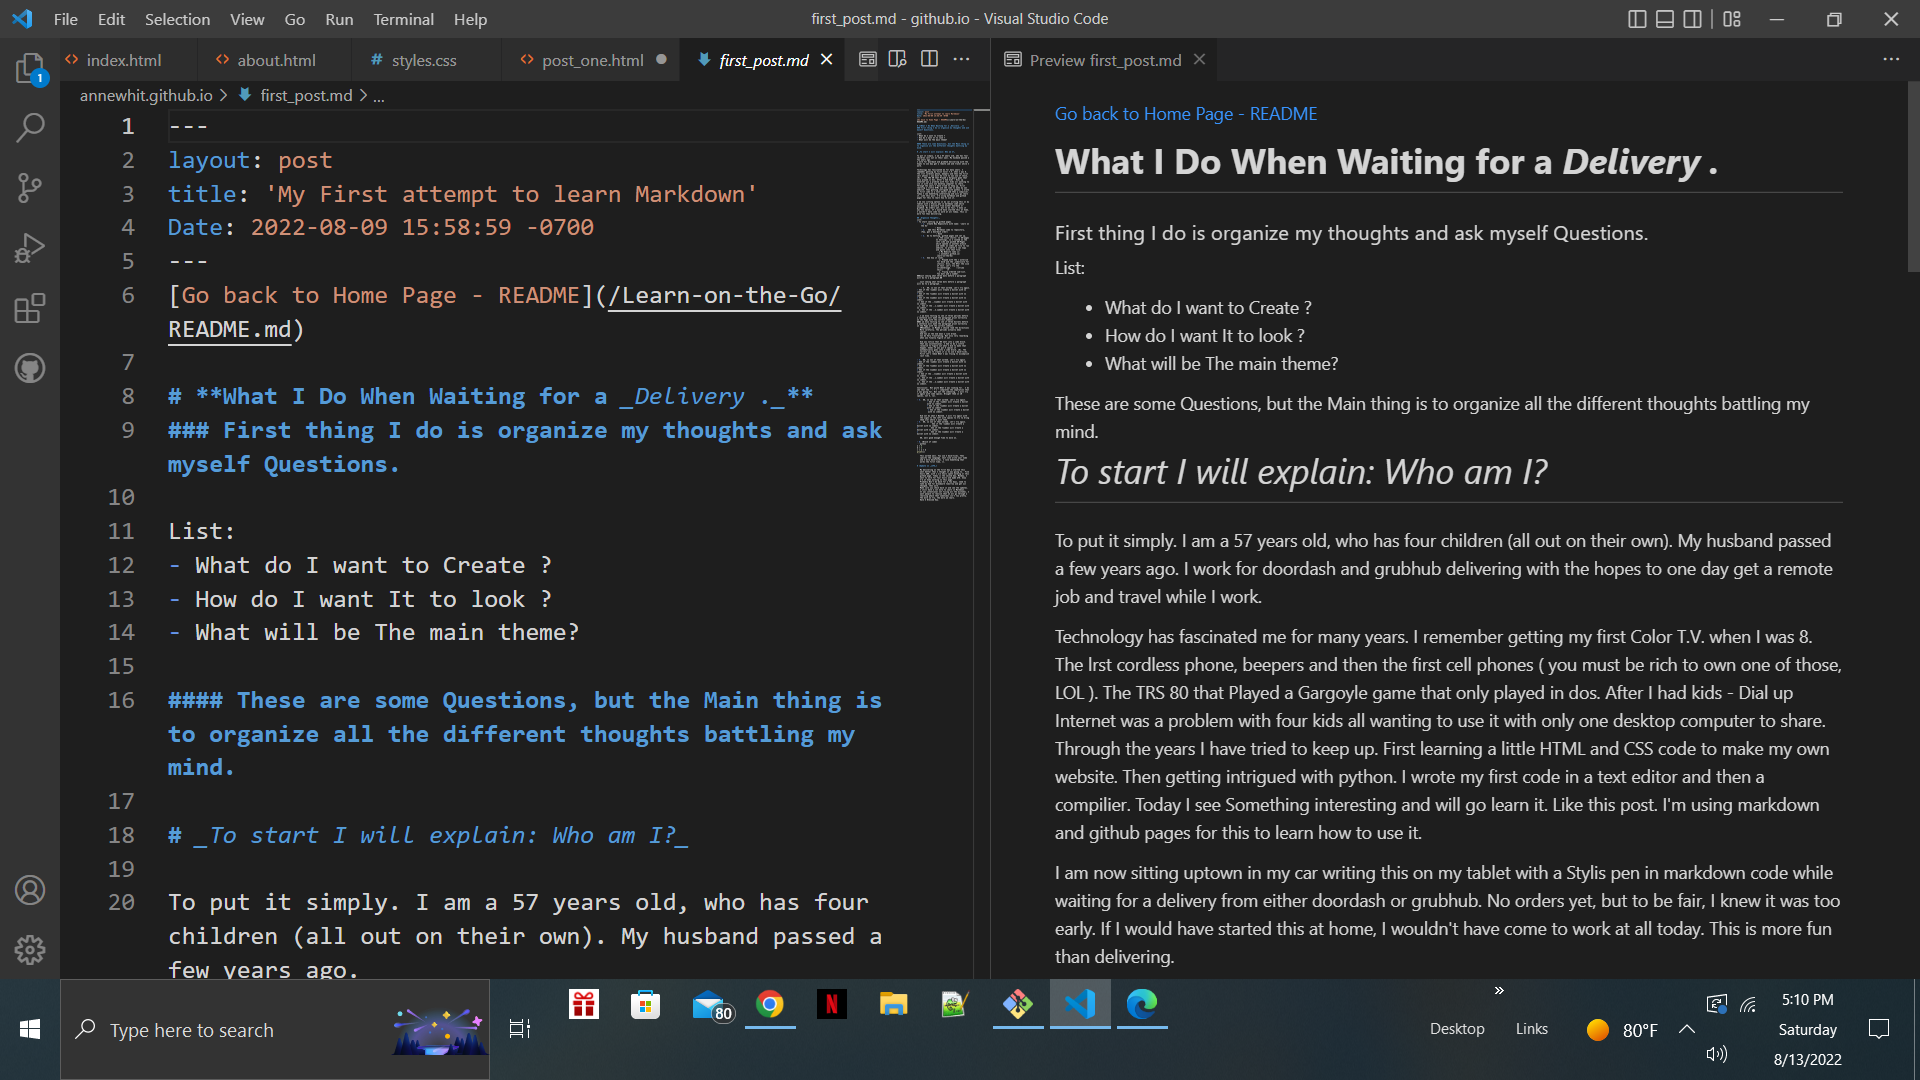 File Edit Selection View Go Run Terminal Help
first_post.md - github.io - Visual Studio Code
index.html
about.html
# styles.css
post_one.html
first_post.md
Preview first_post.md
1
annewhit.github.io > first_post.md > ...
1 ---
2 layout: post
3 title: 'My First attempt to learn Markdown'
4 Date: 2022-08-09 15:58:59 -0700
5 ---
6 [Go back to Home Page - README](/Learn-on-the-Go/
README.md)
7
8 # **What I Do When Waiting for a _Delivery ._**
9 ### First thing I do is organize my thoughts and ask
myself Questions.
10
11 List:
12 - What do I want to Create ?
13 - How do I want It to look ?
14 - What will be The main theme?
15
16 #### These are some Questions, but the Main thing is
to organize all the different thoughts battling my
mind.
17
18 # _To start I will explain: Who am I?_
19
20 To put it simply. I am a 57 years old, who has four
children (all out on their own). My husband passed a
few years ago.
Go back to Home Page - README
What I Do When Waiting for a Delivery .
First thing I do is organize my thoughts and ask myself Questions.
List:
• What do I want to Create ?
• How do I want It to look ?
• What will be The main theme?
These are some Questions, but the Main thing is to organize all the different thoughts battling my
mind.
To start I will explain: Who am I?
To put it simply. I am a 57 years old, who has four children (all out on their own). My husband passed
a few years ago. I work for doordash and grubhub delivering with the hopes to one day get a remote
job and travel while I work.
Technology has fascinated me for many years. I remember getting my first Color T.V. when I was 8.
The Irst cordless phone, beepers and then the first cell phones ( you must be rich to own one of those,
LOL ). The TRS 80 that Played a Gargoyle game that only played in dos. After I had kids - Dial up
Internet was a problem with four kids all wanting to use it with only one desktop computer to share.
Through the years I have tried to keep up. First learning a little HTML and CSS code to make my own
website. Then getting intrigued with python. I wrote my first code in a text editor and then a
compilier. Today I see Something interesting and will go learn it. Like this post. I'm using markdown
and github pages for this to learn how to use it.
I am now sitting uptown in my car writing this on my tablet with a Stylis pen in markdown code while
waiting for a delivery from either doordash or grubhub. No orders yet, but to be fair, I knew it was too
early. If I would have started this at home, I wouldn't have come to work at all today. This is more fun
than delivering.
Type here to search
80
N
Desktop
Links
80°F
5:10 PM
Saturday
8/13/2022